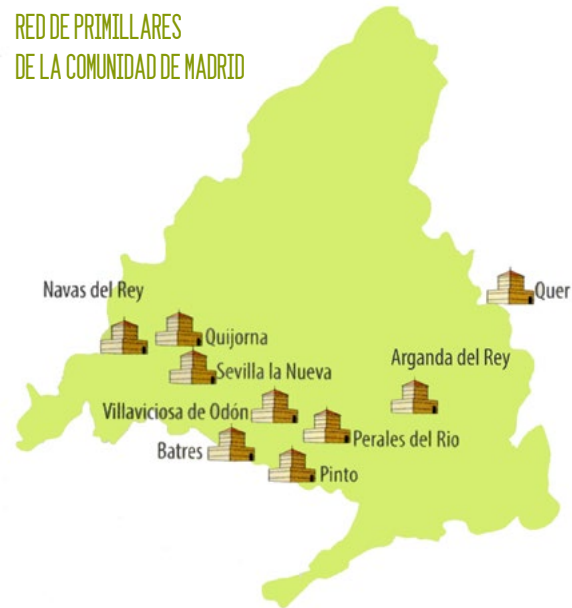 RED DE PRIMILLARES
DE LA COMUNIDAD DE MADRID
Navas del Rey
Quer
Quijorna
Arganda del Rey
Sevilla la Nueva
Villaviciosa de Odón
Perales del Rio
Batres
Pinto